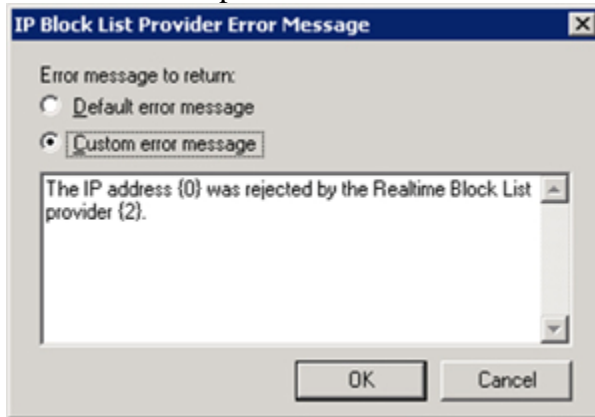 IP Block List Provider Error Message
Error message to return:
Default error message
Custom error message
The IP address {0} was rejected by the Realtime Block List
provider {2}.
OK
Cancel